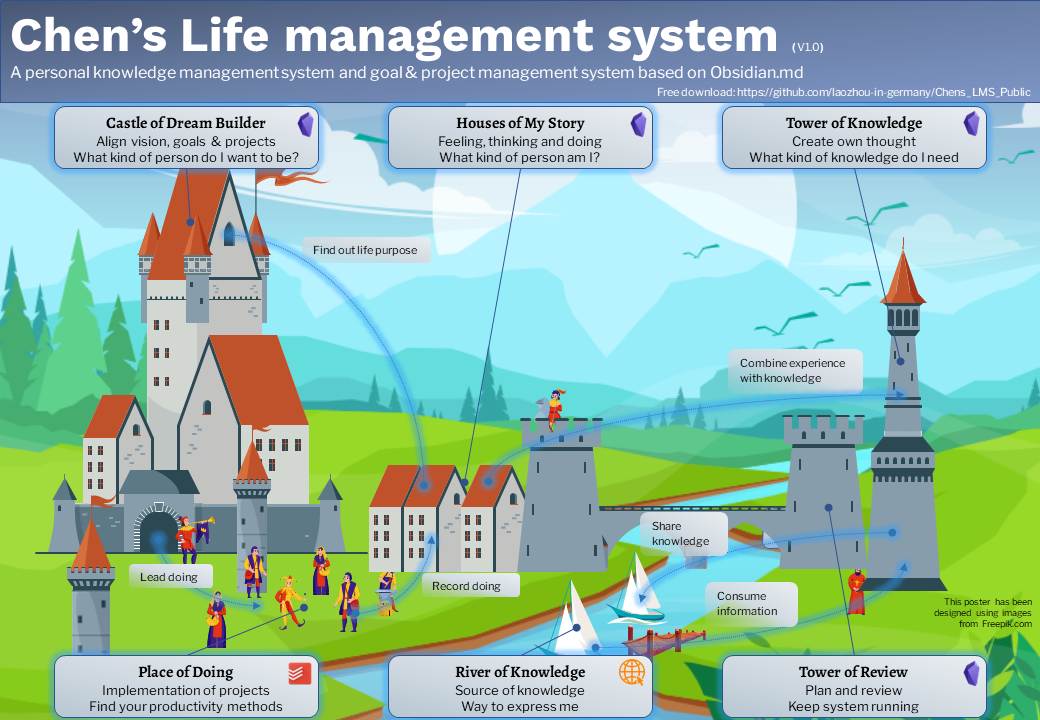 Chen's Life management system (V1.0)
A personal knowledge management system and goal & project management system based on Obsidian.md
Free download: https://github.com/laozhou-in-germany/Chens_LMS_Public
Castle of Dream Builder
Align vision, goals & projects
What kind of person do I want to be?
Houses of My Story
Feeling, thinking and doing
What kind of person am I?
Tower of Knowledge
Create own thought
What kind of knowledge do I need
Find out life purpose
Combine experience
with knowledge
Share
knowledge
Lead doing
Record doing
Consume
information
This poster has been
designed using images
from Freepik.com
Place of Doing
Implementation of projects
Find your productivity methods
River of Knowledge
Source of knowledge
Way to express me
Tower of Review
Plan and review
Keep system running